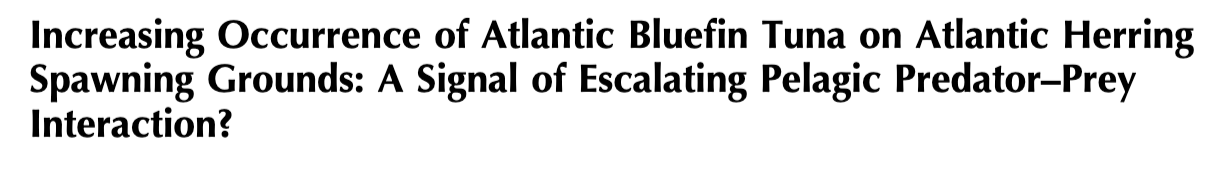 Increasing Occurrence of Atlantic Bluefin Tuna on Atlantic Herring
Spawning Grounds: A Signal of Escalating Pelagic Predator–Prey
Interaction?